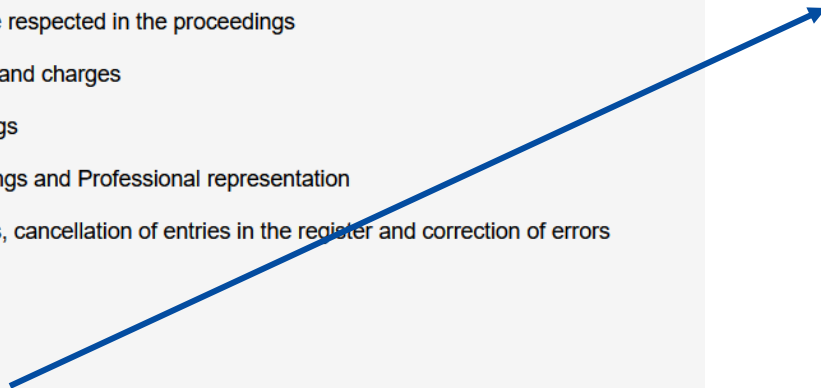 respected in the proceedings
and charges
gs
ngs and Professional representation
, cancellation of entries in the register and correction of errors